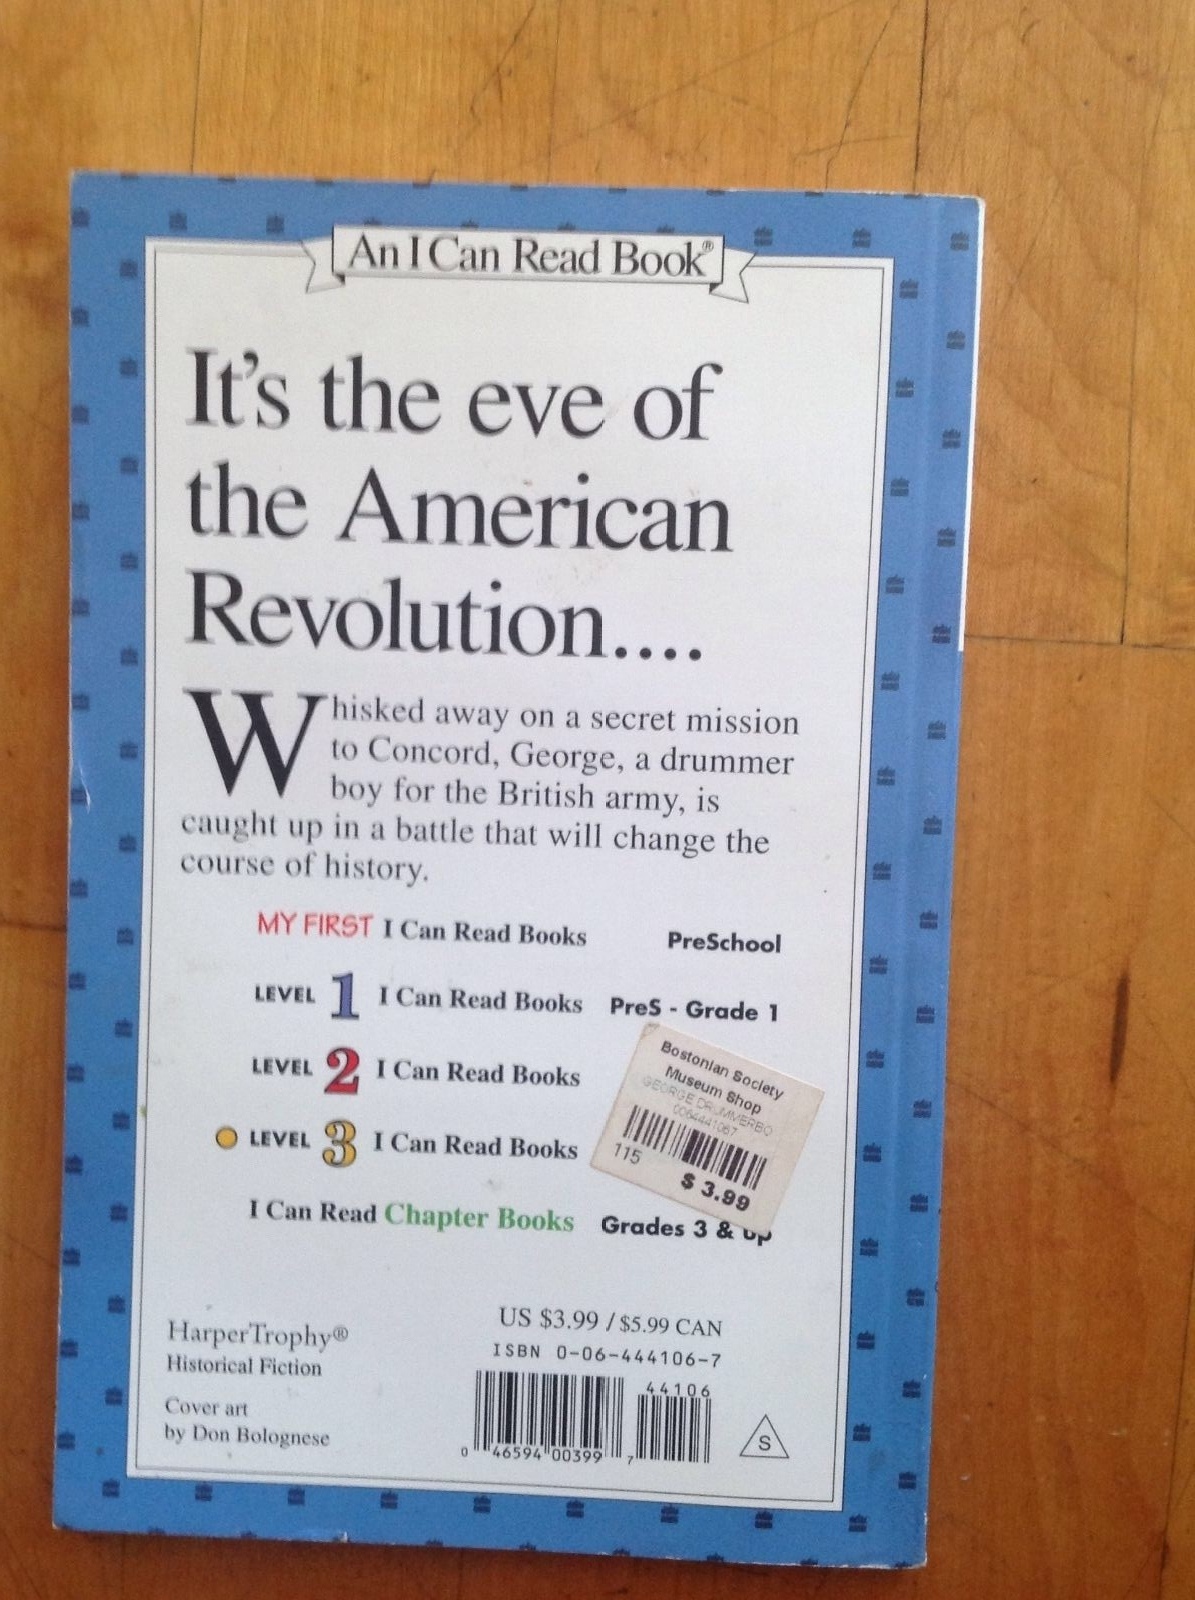 An I Can Read Book®
It's the eve of
the American
Revolution....
Whisked away on a secret mission
to Concord, George, a drummer
boy for the British army, is
caught up in a battle that will change the
course of history.
MY FIRST I Can Read Books PreSchool
LEVEL 1 I Can Read Books PreS - Grade 1
LEVEL 2 I Can Read Books
LEVEL 3 I Can Read Books
Bostonian Society
Museum Shop
GEORGE DRUMMERBO
0064441067
115
$ 3.99
I Can Read Chapter Books Grades 3 & up
HarperTrophy®
Historical Fiction
Cover art
by Don Bolognese
US $3.99 / $5.99 CAN
ISBN 0-06-444106-7
44106
0 46594 00399 7
S